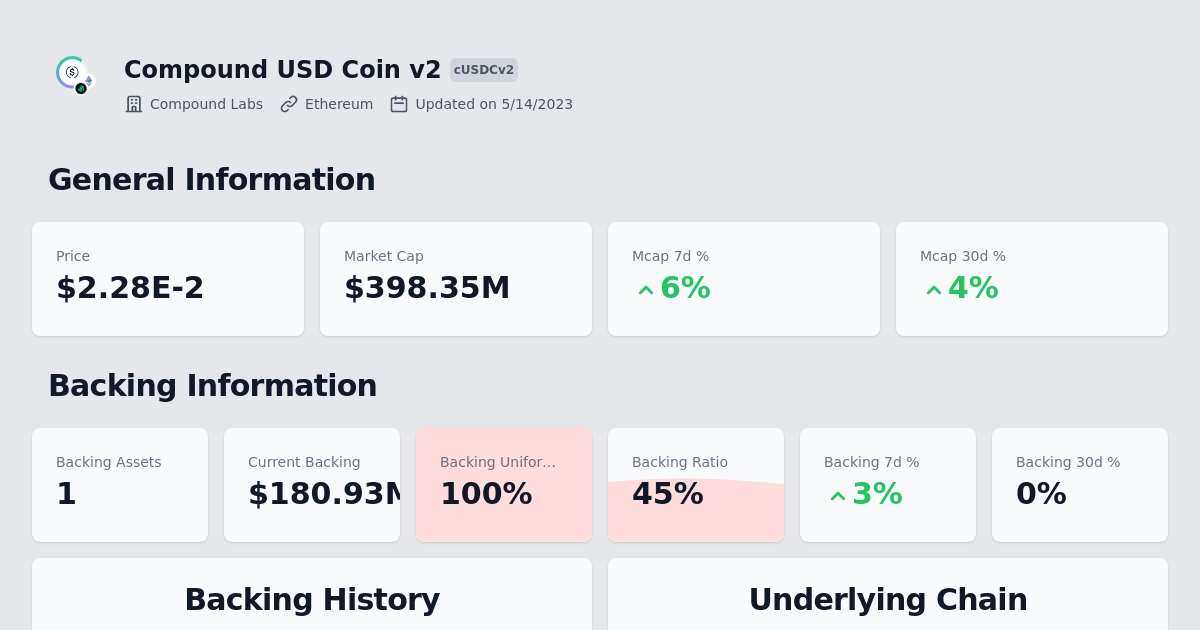 Compound USD Coin v2 cUSDCv2
Compound Labs Ethereum Updated on 5/14/2023
General Information
Price Market Cap Mcap 7d % Mcap 30d %
$2.28E-2 $398.35M 6% 4%
Backing Information
Backing Assets Current Backing Backing Unifor... Backing Ratio Backing 7d % Backing 30d %
1 $180.93M 100% 45% 3% 0%
Backing History Underlying Chain